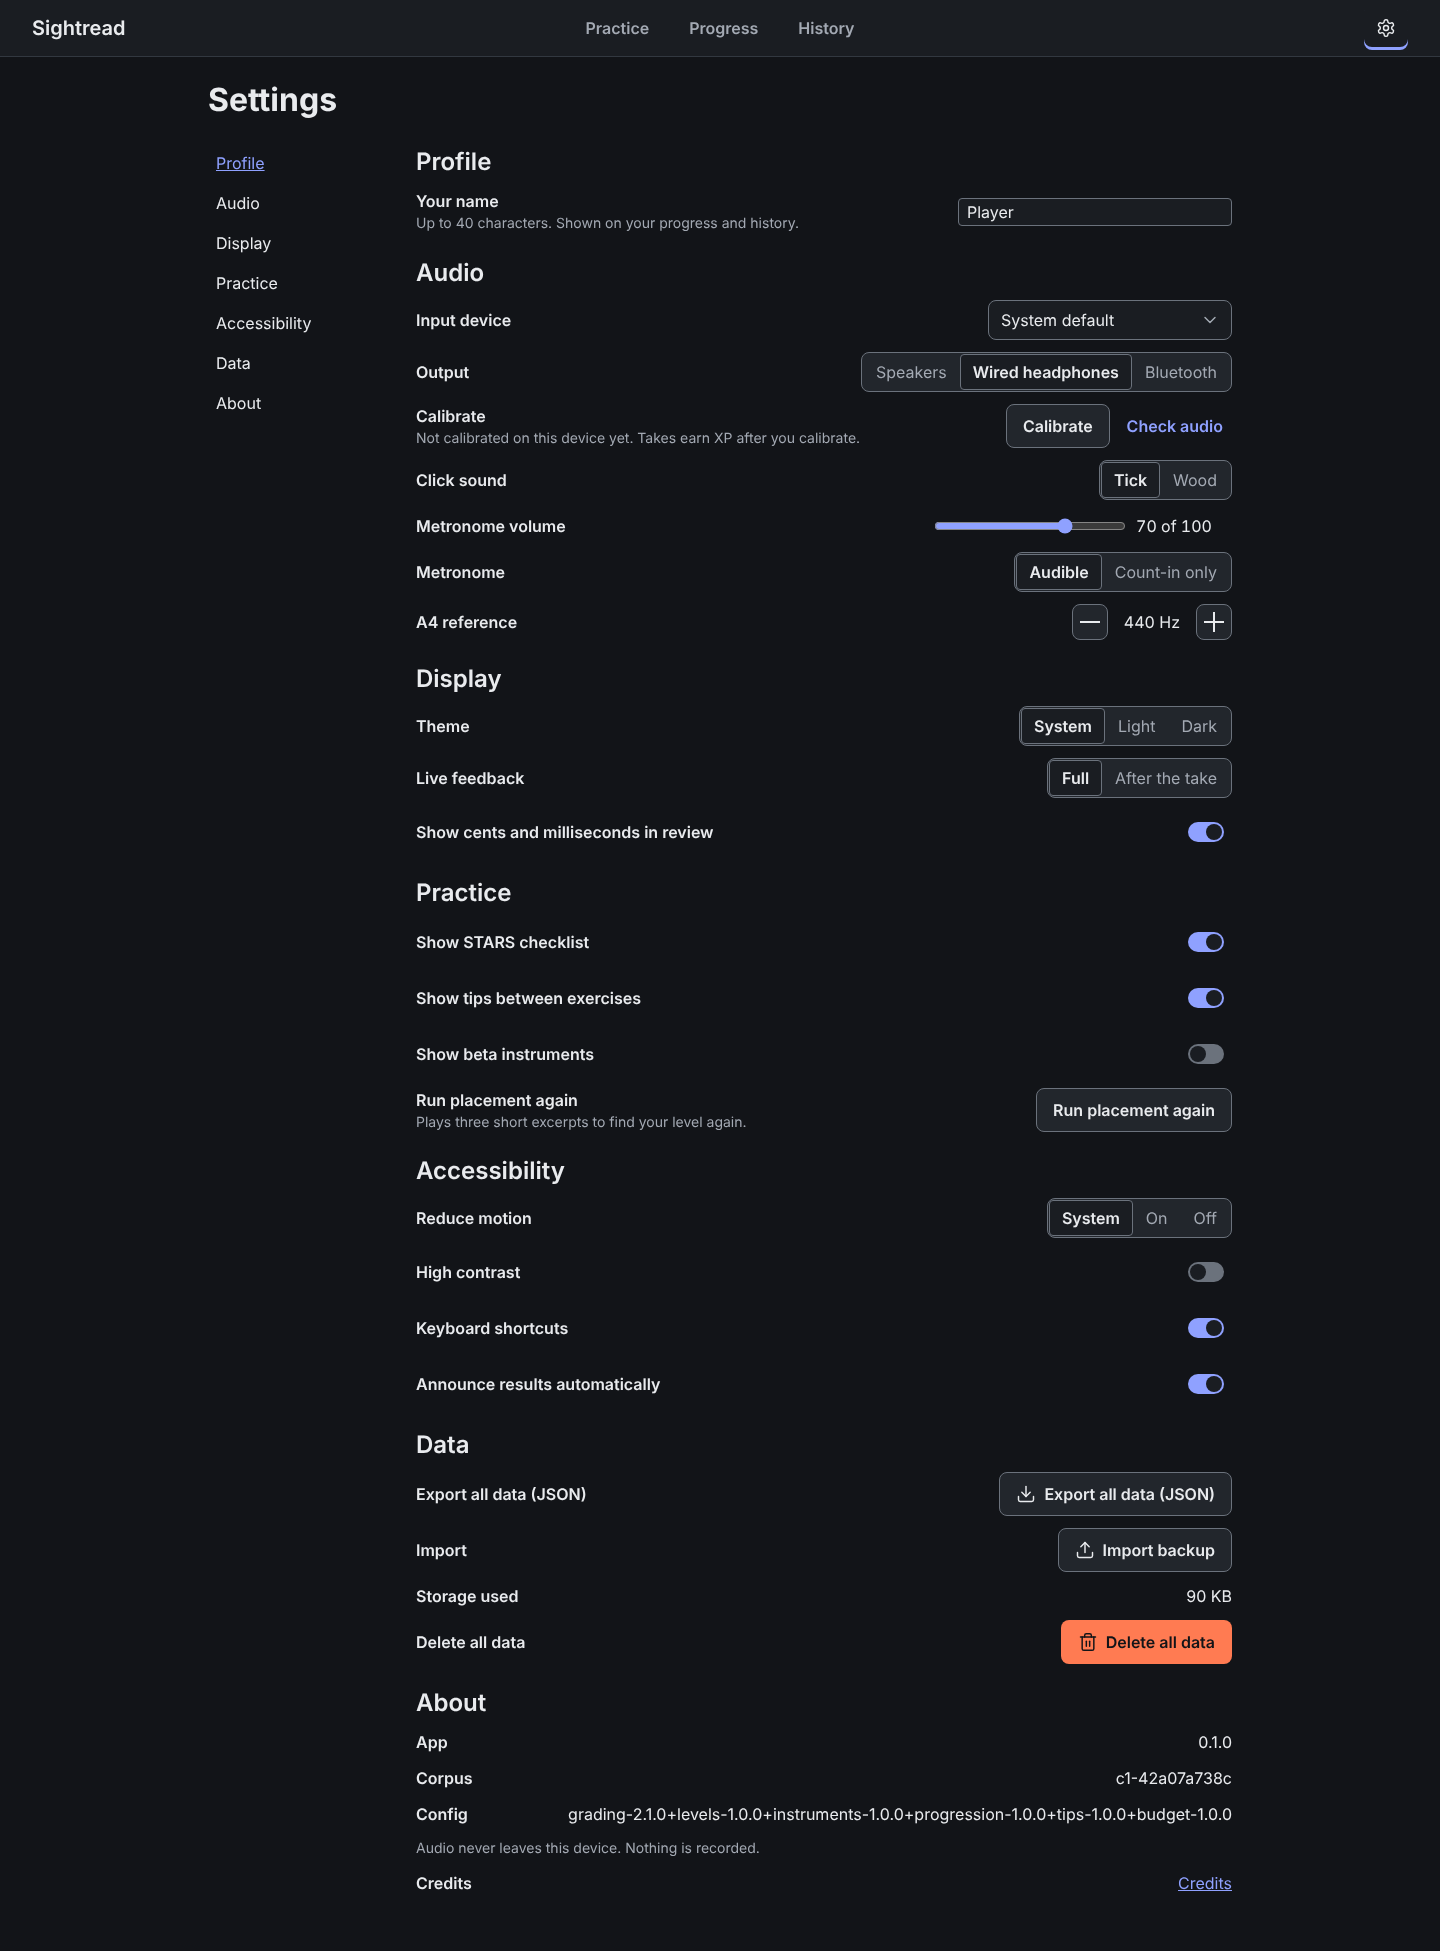 Sightread
Practice
Progress
History
Settings
Profile
Audio
Display
Practice
Accessibility
Data
About
Profile
Your name
Up to 40 characters. Shown on your progress and history.
Player
Audio
Input device
System default
Output
Speakers
Wired headphones
Bluetooth
Calibrate
Not calibrated on this device yet. Takes earn XP after you calibrate.
Calibrate
Check audio
Click sound
Tick
Wood
Metronome volume
70 of 100
Metronome
Audible
Count-in only
A4 reference
440 Hz
Display
Theme
System
Light
Dark
Live feedback
Full
After the take
Show cents and milliseconds in review
Practice
Show STARS checklist
Show tips between exercises
Show beta instruments
Run placement again
Plays three short excerpts to find your level again.
Run placement again
Accessibility
Reduce motion
System
On
Off
High contrast
Keyboard shortcuts
Announce results automatically
Data
Export all data (JSON)
Export all data (JSON)
Import
Import backup
Storage used
90 KB
Delete all data
Delete all data
About
App
0.1.0
Corpus
c1-42a07a738c
Config
grading-2.1.0+levels-1.0.0+instruments-1.0.0+progression-1.0.0+tips-1.0.0+budget-1.0.0
Audio never leaves this device. Nothing is recorded.
Credits
Credits